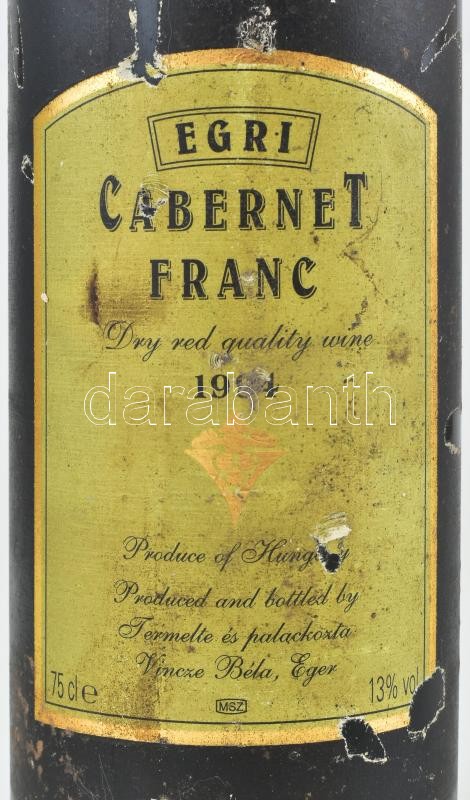 EGRI
CABERNET
FRANC
Dry red quality wine
darabanth
Produce of Hungary
Produced and bottled by
Termelte és palackozta
Vincze Béla, Eger
75 cl e
13% vol
MSZ